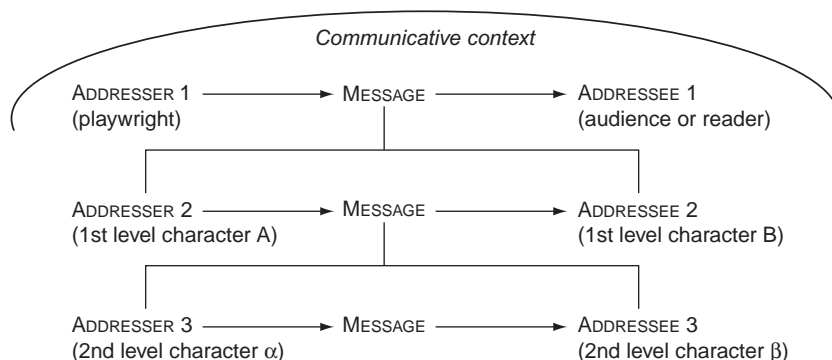 Communicative context
ADDRESSER 1 MESSAGE ADDRESSEE 1
(playwright) (audience or reader)
ADDRESSER 2 MESSAGE ADDRESSEE 2
(1st level character A) (1st level character B)
ADDRESSER 3 MESSAGE ADDRESSEE 3
(2nd level character α) (2nd level character β)